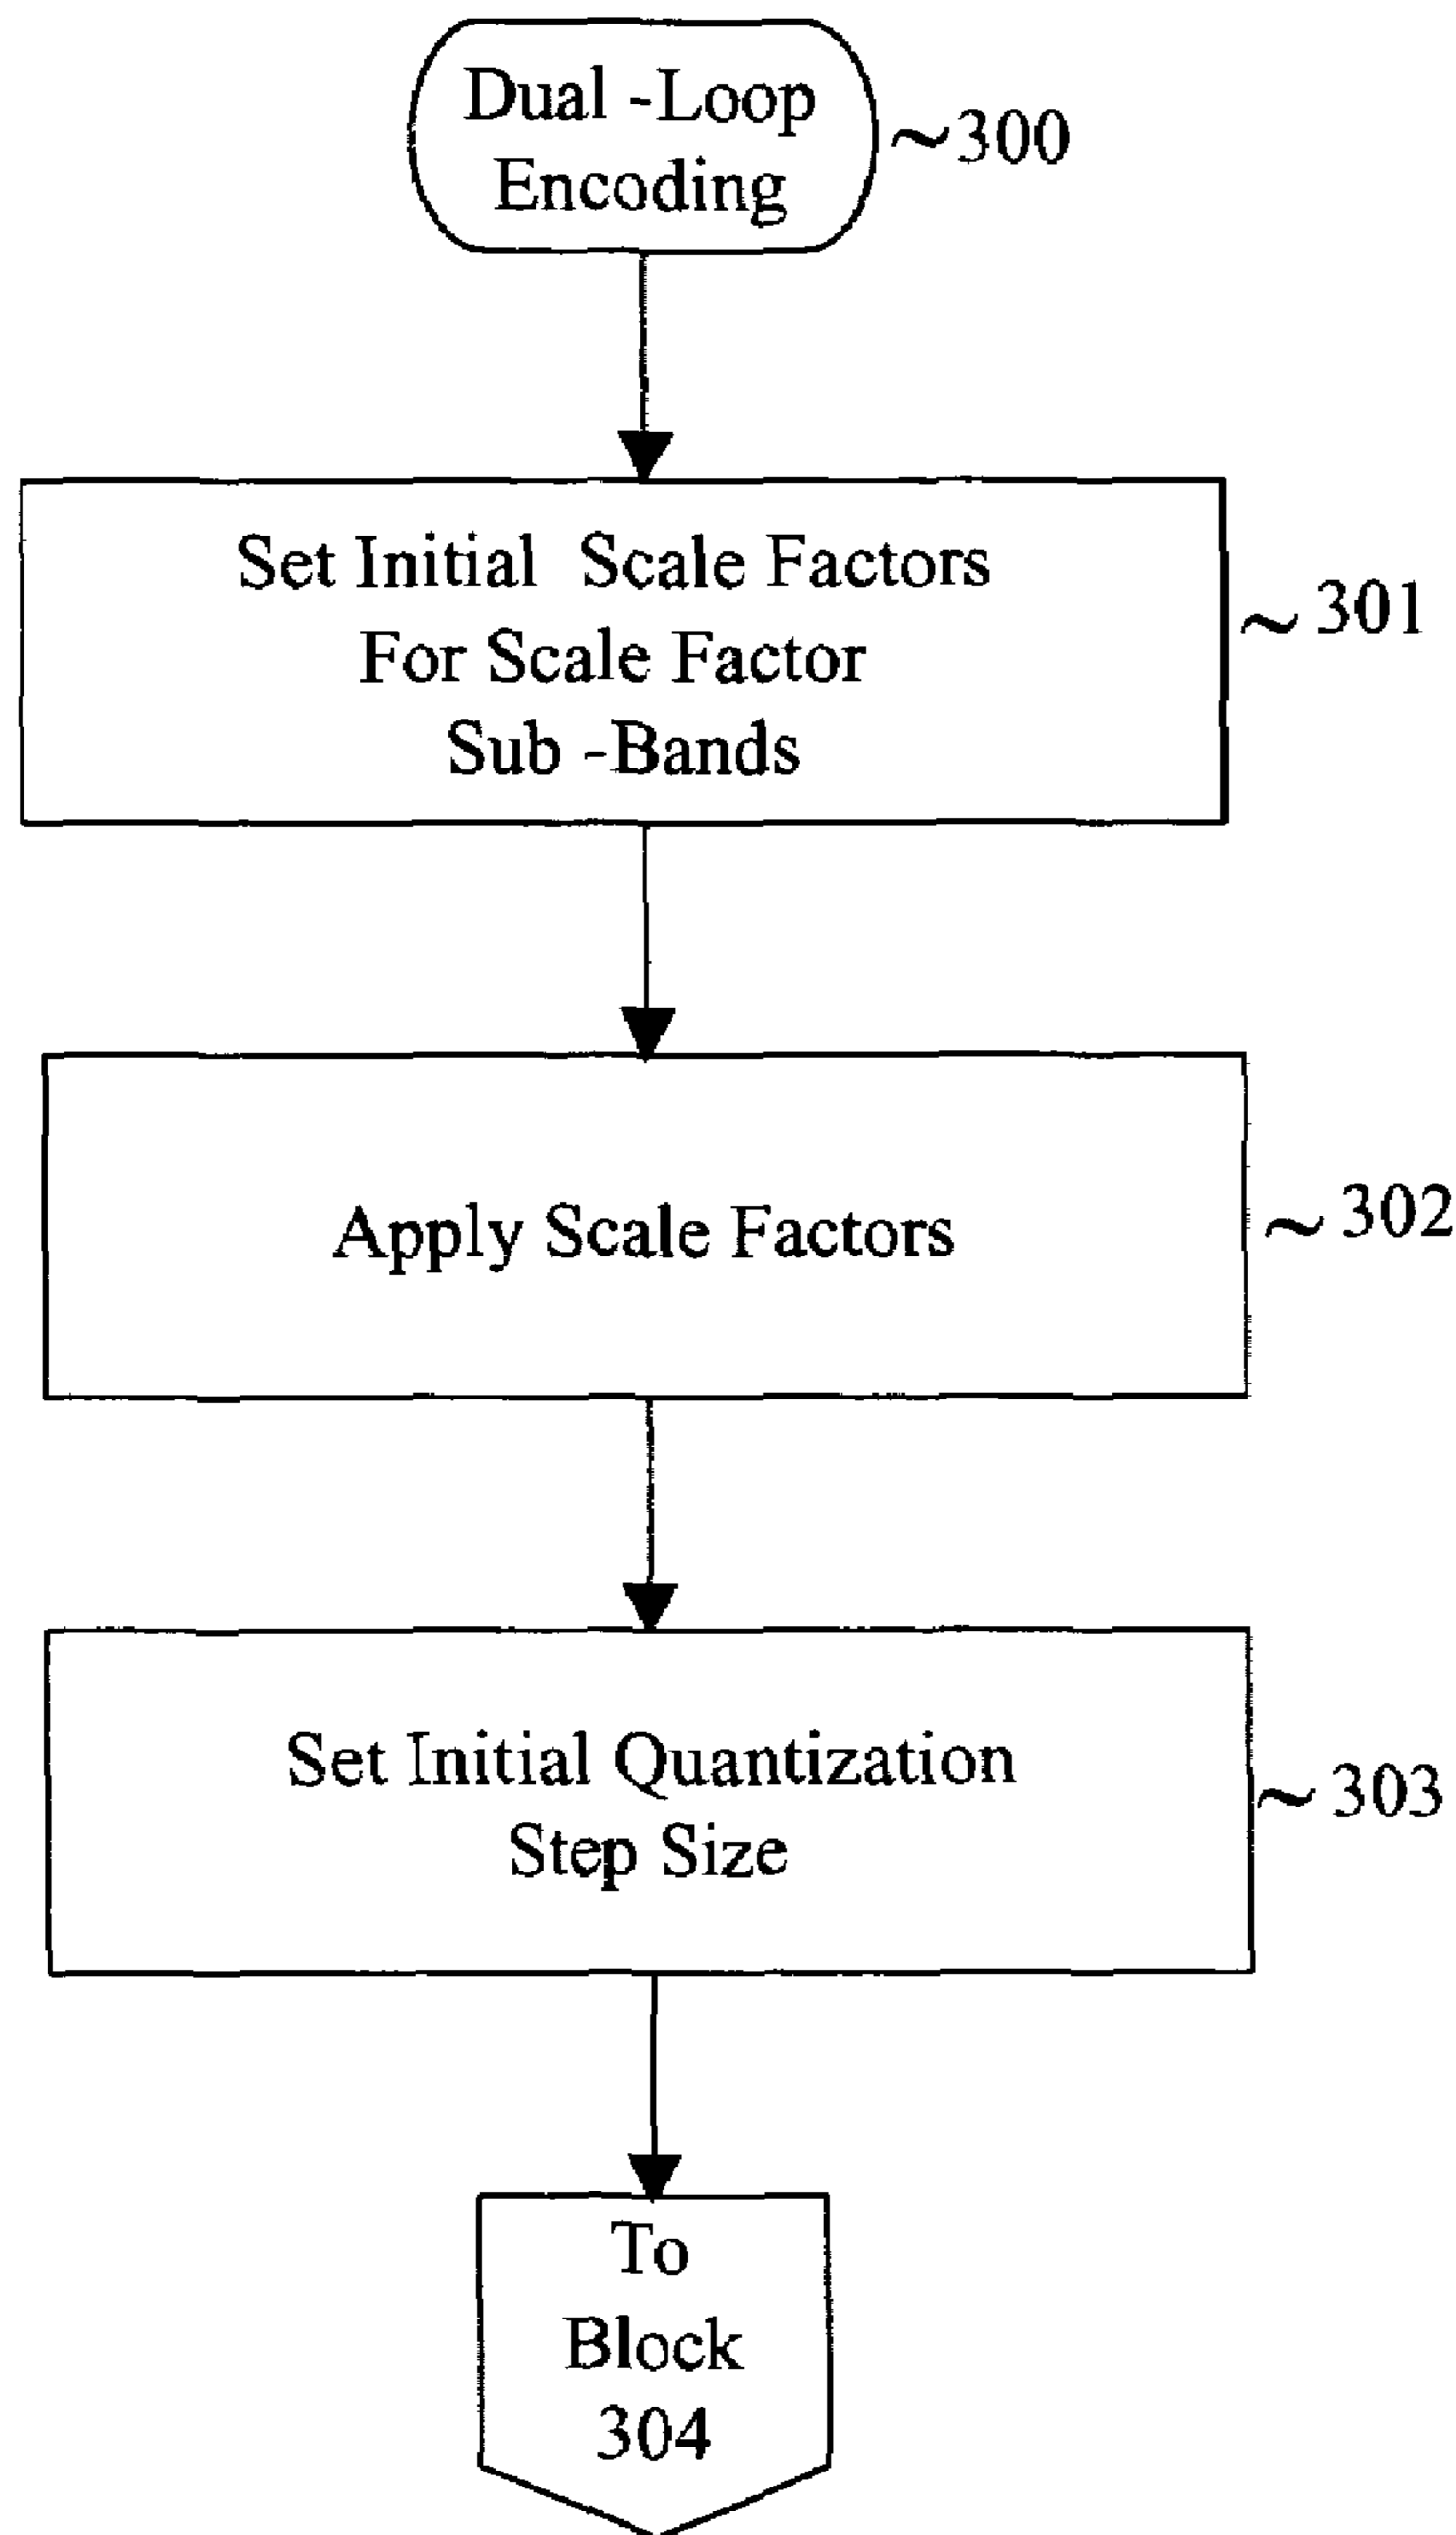 Dual -Loop
Encoding
~300
Set Initial Scale Factors
For Scale Factor
Sub -Bands
~ 301
Apply Scale Factors
~ 302
Set Initial Quantization
Step Size
~ 303
To
Block
304